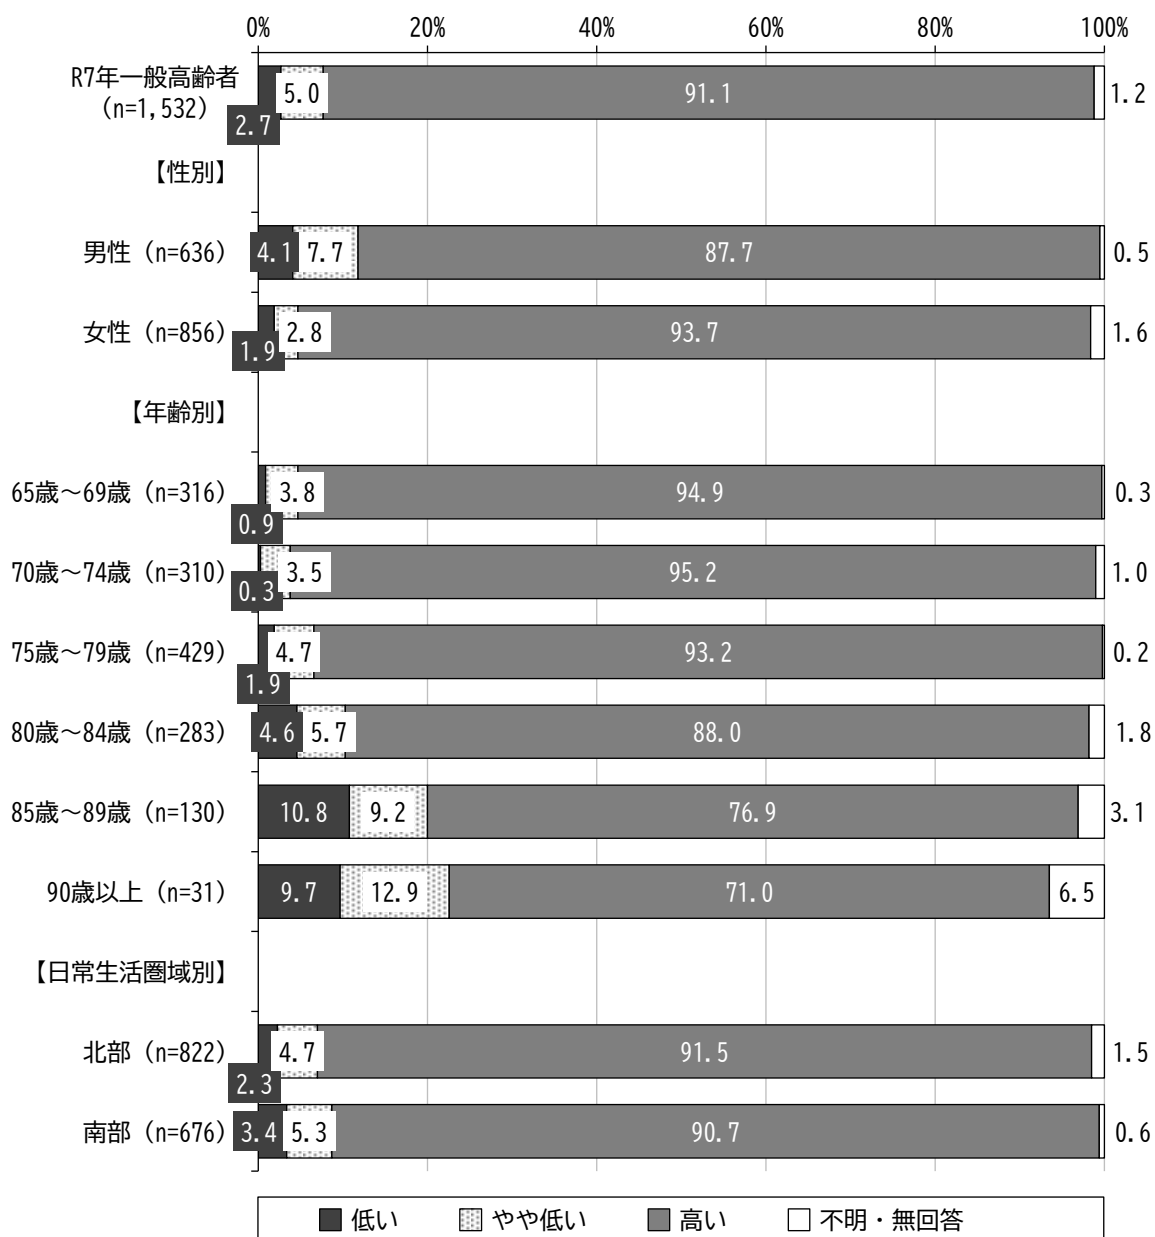 0% 20% 40% 60% 80% 100%
R7年一般高齢者
（n=1,532）
2.7 5.0 91.1 1.2
【性別】
男性（n=636） 4.1 7.7 87.7 0.5
女性（n=856） 1.9 2.8 93.7 1.6
【年齢別】
65歳～69歳（n=316） 0.9 3.8 94.9 0.3
70歳～74歳（n=310） 0.3 3.5 95.2 1.0
75歳～79歳（n=429） 1.9 4.7 93.2 0.2
80歳～84歳（n=283） 4.6 5.7 88.0 1.8
85歳～89歳（n=130） 10.8 9.2 76.9 3.1
90歳以上（n=31） 9.7 12.9 71.0 6.5
【日常生活圏域別】
北部（n=822） 2.3 4.7 91.5 1.5
南部（n=676） 3.4 5.3 90.7 0.6
低い やや低い 高い 不明・無回答